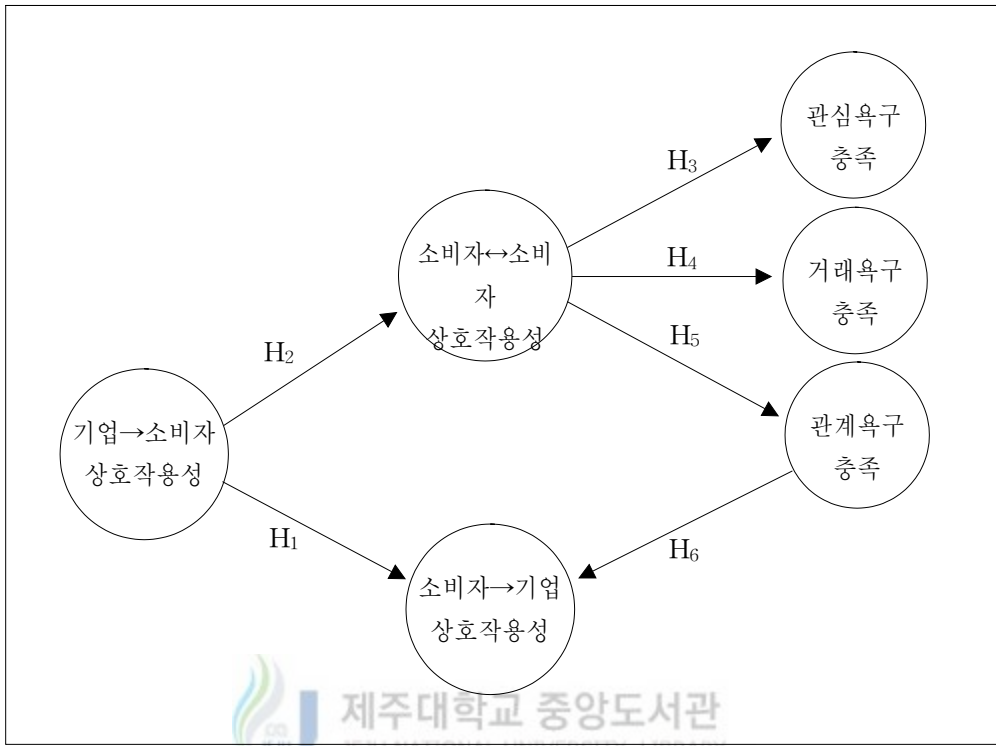 관심욕구
충족
H₃
소비자↔소비
자
상호작용성
H₄
거래욕구
충족
H₂
H₅
기업→소비자
상호작용성
관계욕구
충족
H₁
H₆
소비자→기업
상호작용성
제주대학교 중앙도서관